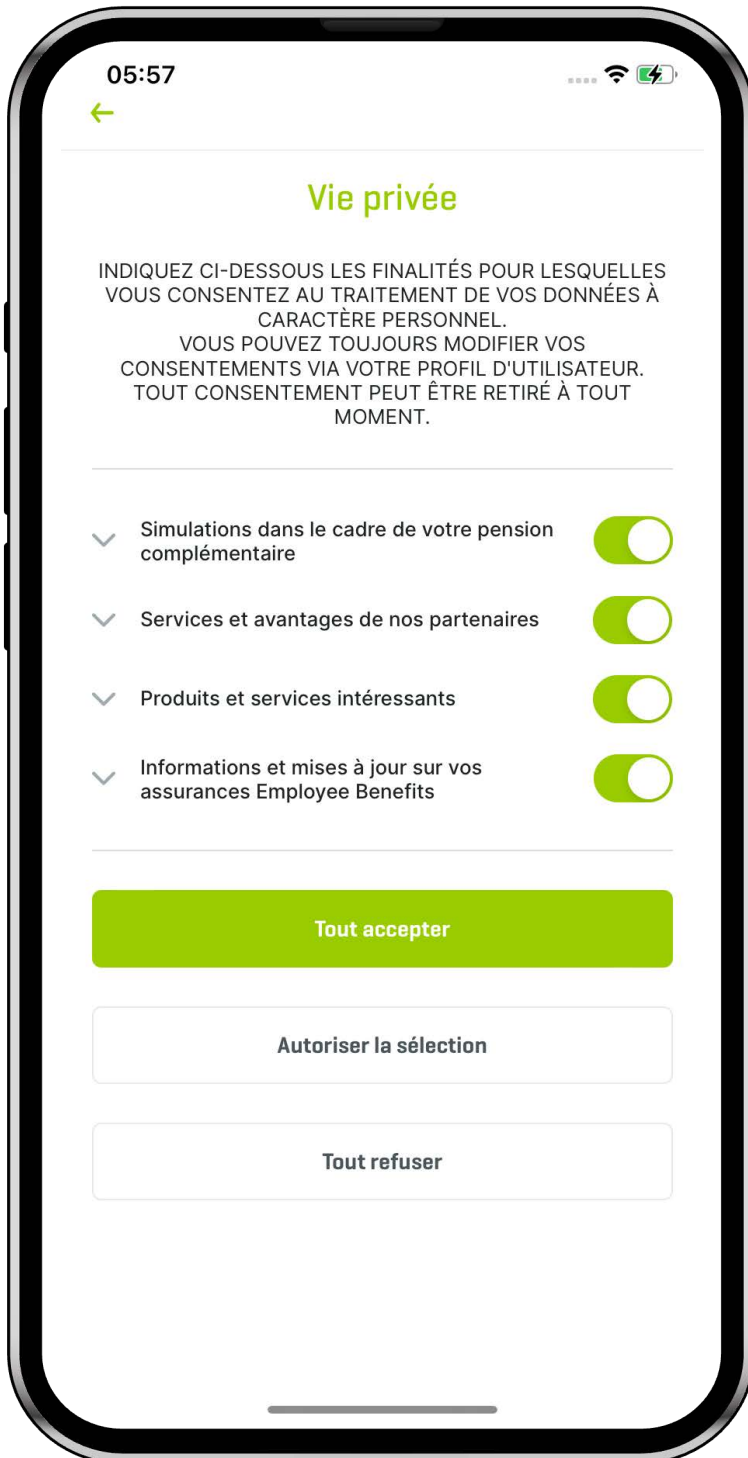 05:57
Vie privée
INDIQUEZ CI-DESSOUS LES FINALITÉS POUR LESQUELLES
VOUS CONSENTEZ AU TRAITEMENT DE VOS DONNÉES À
CARACTÈRE PERSONNEL.
VOUS POUVEZ TOUJOURS MODIFIER VOS
CONSENTEMENTS VIA VOTRE PROFIL D'UTILISATEUR.
TOUT CONSENTEMENT PEUT ÊTRE RETIRÉ À TOUT
MOMENT.
Simulations dans le cadre de votre pension
complémentaire
Services et avantages de nos partenaires
Produits et services intéressants
Informations et mises à jour sur vos
assurances Employee Benefits
Tout accepter
Autoriser la sélection
Tout refuser